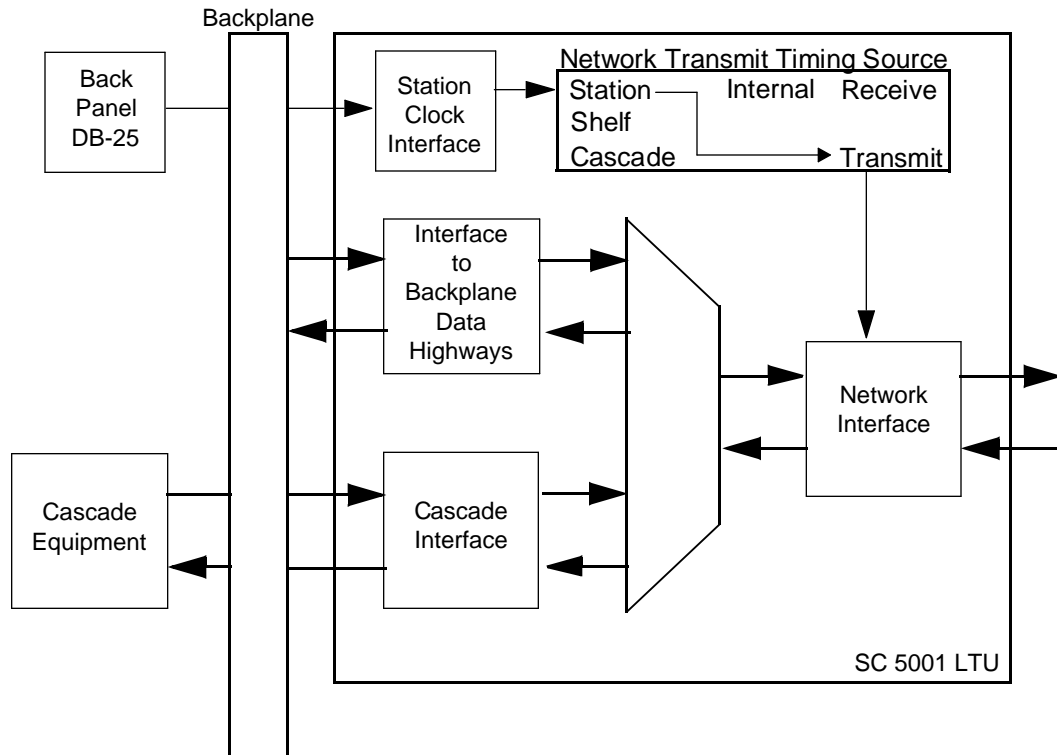 Backplane
Back
Panel
DB-25
Station
Clock
Interface
Network Transmit Timing Source
Station Internal Receive
Shelf
Cascade Transmit
Interface
to
Backplane
Data
Highways
Network
Interface
Cascade
Equipment
Cascade
Interface
SC 5001 LTU